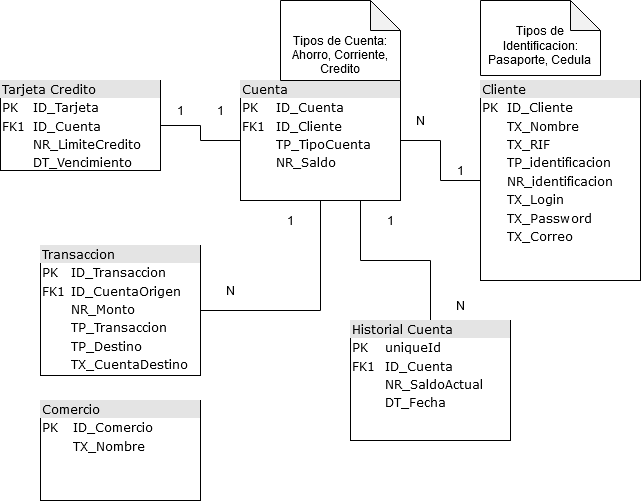 Tipos de Cuenta:
Ahorro, Corriente,
Credito
Tipos de
Identificacion:
Pasaporte, Cedula
Tarjeta Credito
PK ID_Tarjeta
FK1 ID_Cuenta
NR_LimiteCredito
DT_Vencimiento
1
1
Cuenta
PK ID_Cuenta
FK1 ID_Cliente
TP_TipoCuenta
NR_Saldo
N
1
Cliente
PK ID_Cliente
TX_Nombre
TX_RIF
TP_identificacion
NR_identificacion
TX_Login
TX_Password
TX_Correo
1
1
Transaccion
PK ID_Transaccion
FK1 ID_CuentaOrigen
NR_Monto
TP_Transaccion
TP_Destino
TX_CuentaDestino
N
N
Historial Cuenta
PK uniqueId
FK1 ID_Cuenta
NR_SaldoActual
DT_Fecha
Comercio
PK ID_Comercio
TX_Nombre